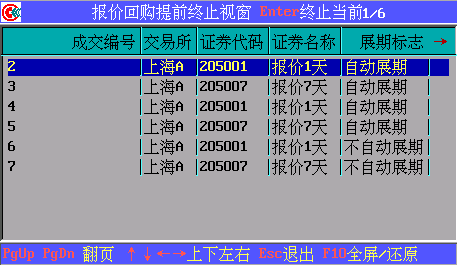 报价回购提前终止视窗 Enter终止当前1/6
成交编号 交易所 证券代码 证券名称 展期标志 →
2 上海A 205001 报价1天 自动展期
3 上海A 205007 报价7天 自动展期
4 上海A 205001 报价1天 自动展期
5 上海A 205007 报价7天 自动展期
6 上海A 205001 报价1天 不自动展期
7 上海A 205007 报价7天 不自动展期
PgUp PgDn 翻页 ↑↓←→上下左右 Esc退出 F10全屏/还原